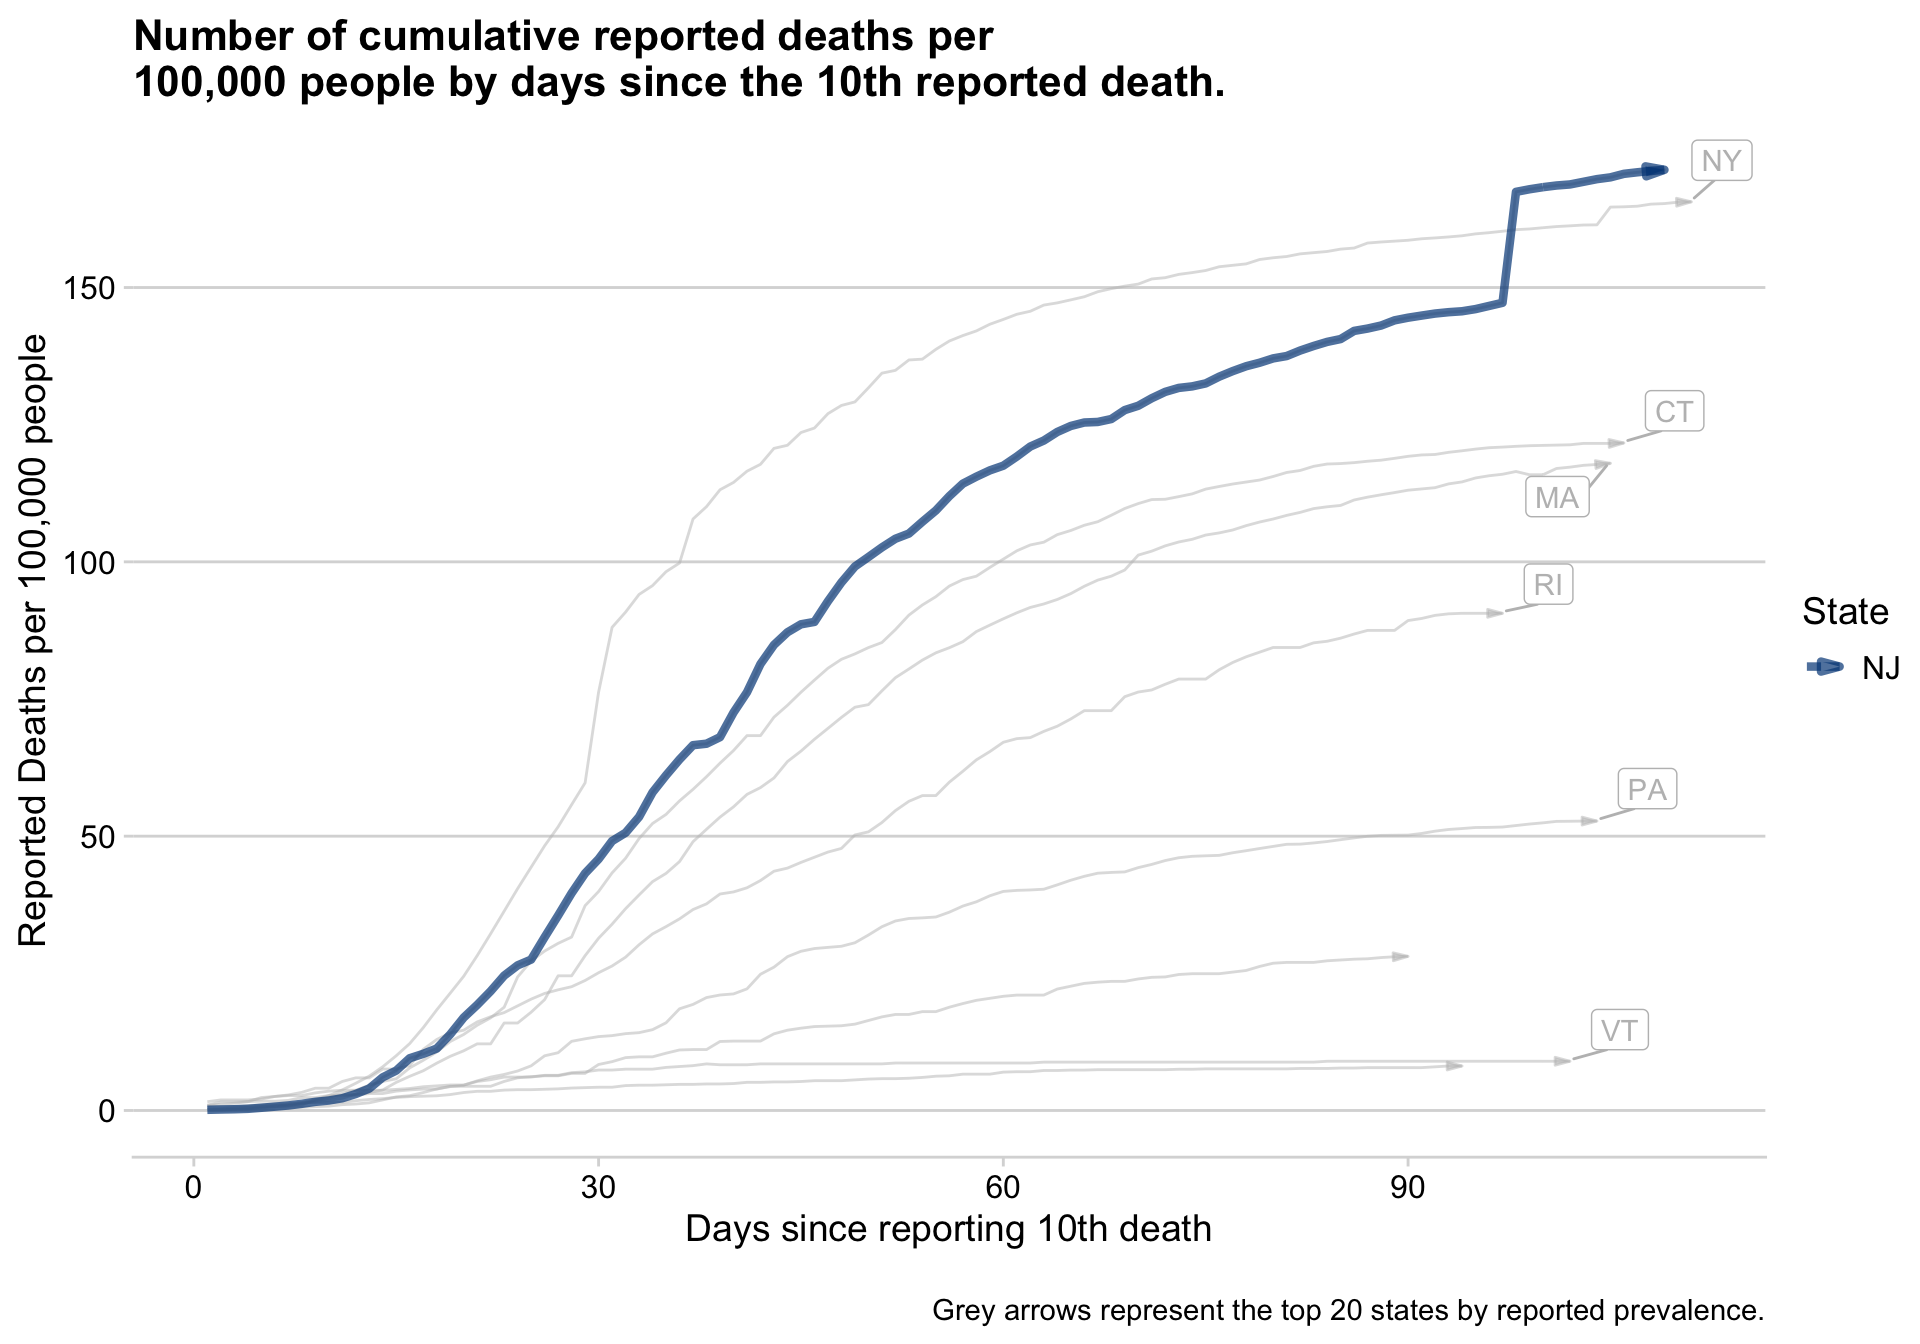 Number of cumulative reported deaths per
100,000 people by days since the 10th reported death.
Reported Deaths per 100,000 people
150
100
50
0
NY
CT
MA
RI
PA
VT
State
NJ
0 30 60 90
Days since reporting 10th death
Grey arrows represent the top 20 states by reported prevalence.